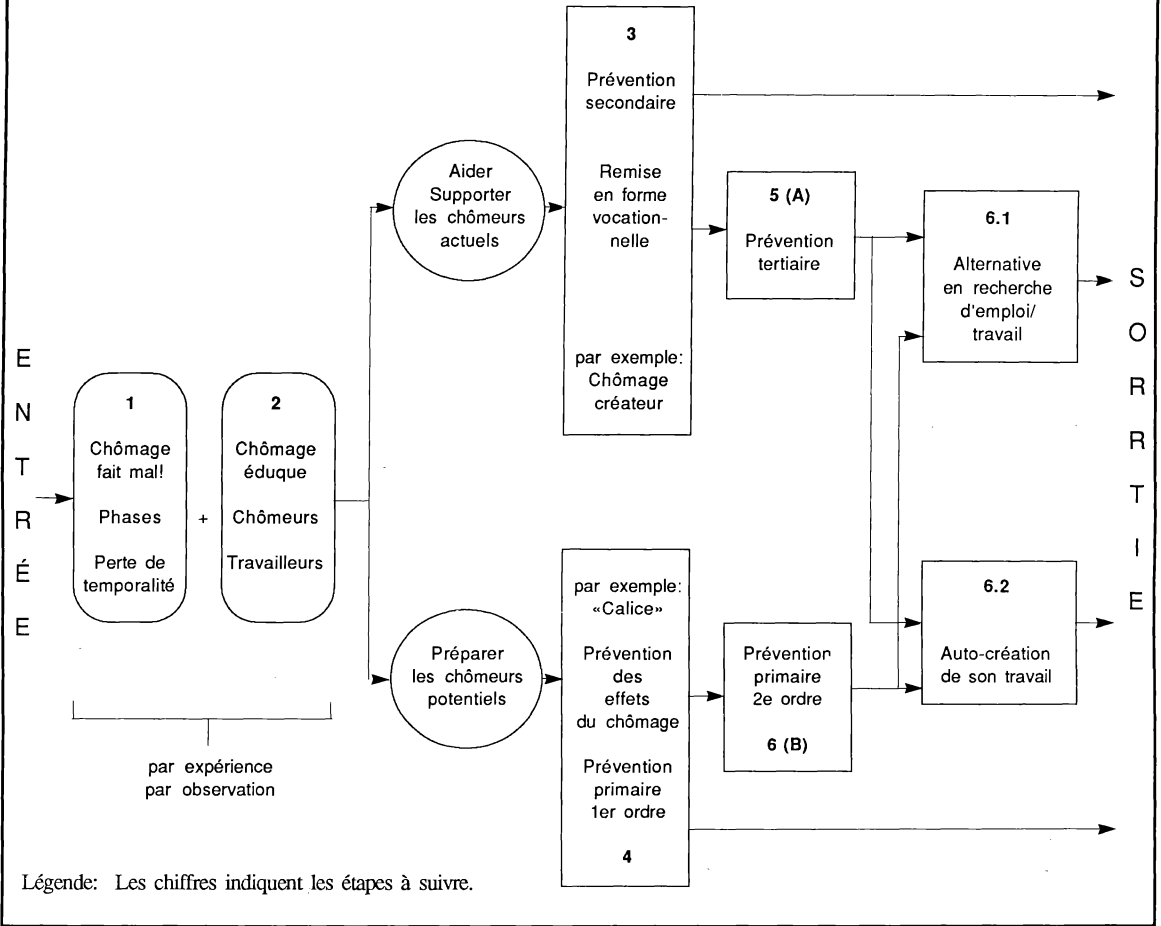 ENTRÉE
1
Chômage
fait mal!
Phases
Perte de
temporalité
+
2
Chômage
éduque
Chômeurs
Travailleurs
par expérience
par observation
Aider
Supporter
les chômeurs
actuels
Préparer
les chômeurs
potentiels
3
Prévention
secondaire
Remise
en forme
vocation-
nelle
par exemple:
Chômage
créateur
par exemple:
«Calice»
Prévention
des
effets
du chômage
Prévention
primaire
1er ordre
4
5 (A)
Prévention
tertiaire
Prévention
primaire
2e ordre
6 (B)
6.1
Alternative
en recherche
d'emploi/
travail
6.2
Auto-création
de son travail
SORRTIE
Légende: Les chiffres indiquent les étapes à suivre.